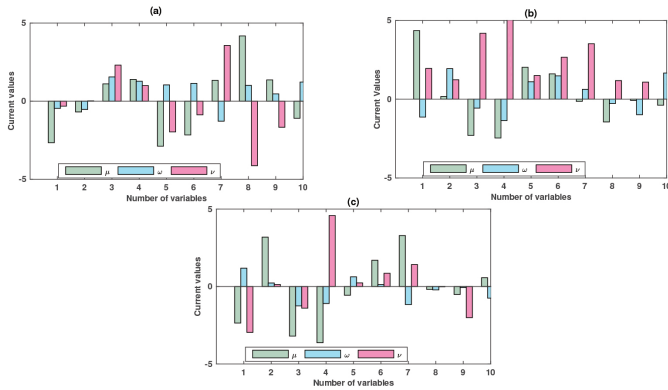 (a)
5
0
-5
Current values
1 2 3 4 5 6 7 8 9 10
μ ω ν
Number of variables
(b)
5
0
-5
Current values
1 2 3 4 5 6 7 8 9 10
μ ω ν
Number of variables
(c)
5
0
-5
Current values
1 2 3 4 5 6 7 8 9 10
μ ω ν
Number of variables